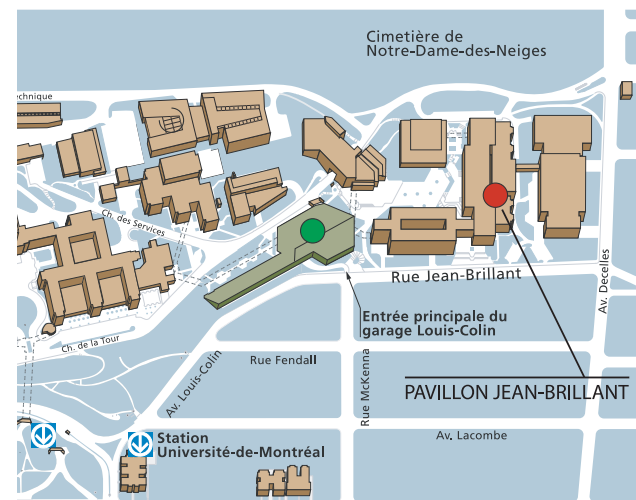 Cimetière de
Notre-Dame-des-Neiges
echnique
Ch. des Services
Rue Jean-Brillant
Av. Decelles
Entrée principale du
garage Louis-Colin
Ch. de la Tour
Rue Fendall
Av. Louis-Colin
Rue McKenna
PAVILLON JEAN-BRILLANT
Station
Université-de-Montréal
Av. Lacombe